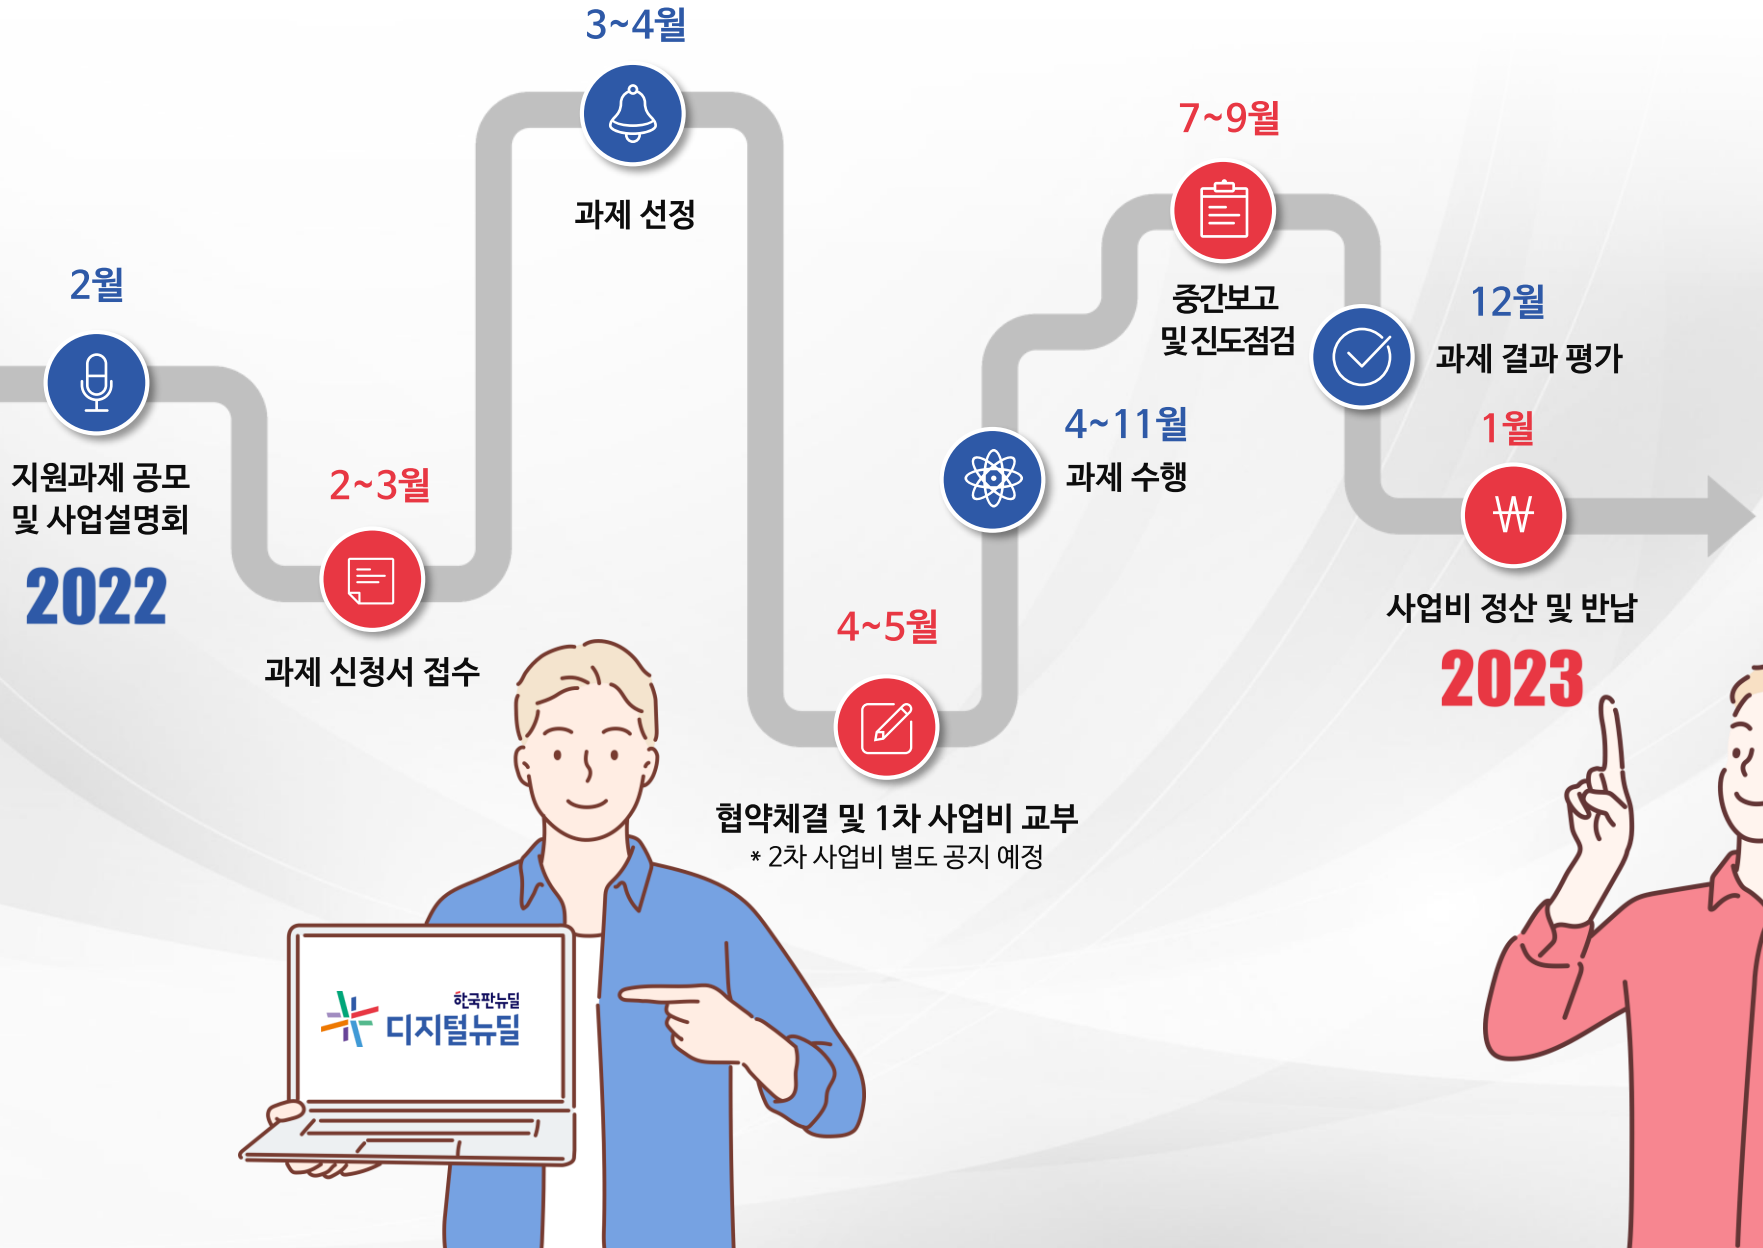 2월
지원과제 공모
및 사업설명회
2022
2~3월
과제 신청서 접수
3~4월
과제 선정
4~5월
협약체결 및 1차 사업비 교부
* 2차 사업비 별도 공지 예정
4~11월
과제 수행
7~9월
중간보고
및 진도점검
12월
과제 결과 평가
1월
₩
사업비 정산 및 반납
2023
한국판뉴딜
디지털뉴딜